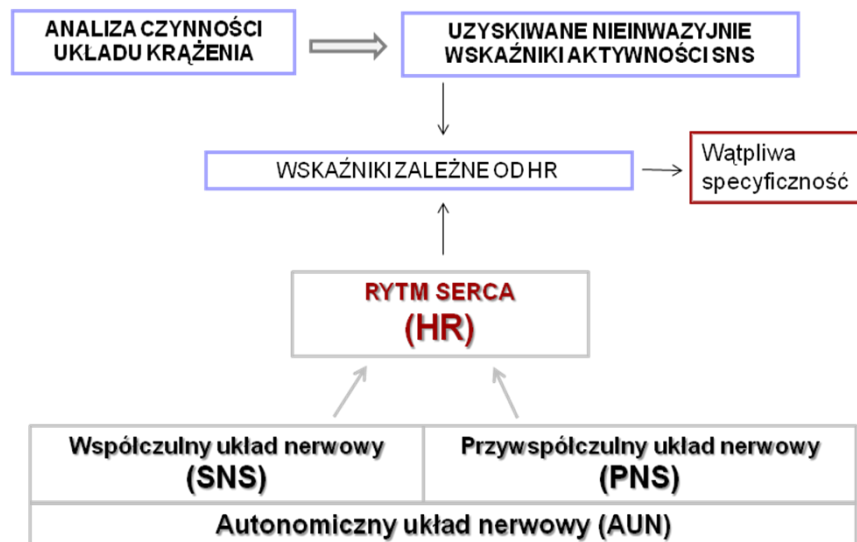 ANALIZA CZYNNOŚCI
UKŁADU KRĄŻENIA
UZYSKIWANE NIEINWAZYJNIE
WSKAŹNIKI AKTYWNOŚCI SNS
WSKAŹNIKI ZALEŻNE OD HR
Wątpliwa
specyficzność
RYTM SERCA
(HR)
Współczulny układ nerwowy
(SNS)
Przywspółczulny układ nerwowy
(PNS)
Autonomiczny układ nerwowy (AUN)